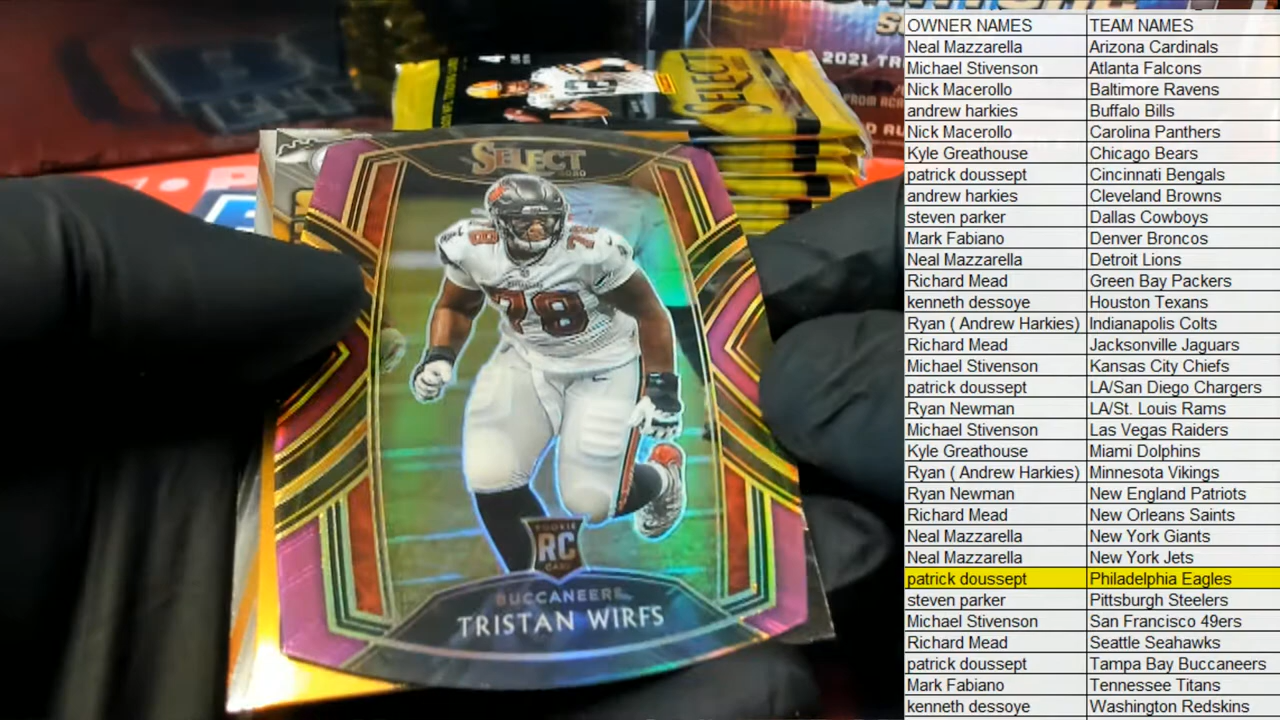 SELECT
2021 TR
SELECT
2020
78
BUCCANEERS
78
ROOKIE
RC
CARD
BUCCANEERS
TRISTAN WIRFS
OWNER NAMES TEAM NAMES
Neal Mazzarella Arizona Cardinals
Michael Stivenson Atlanta Falcons
Nick Macerollo Baltimore Ravens
andrew harkies Buffalo Bills
Nick Macerollo Carolina Panthers
Kyle Greathouse Chicago Bears
patrick doussept Cincinnati Bengals
andrew harkies Cleveland Browns
steven parker Dallas Cowboys
Mark Fabiano Denver Broncos
Neal Mazzarella Detroit Lions
Richard Mead Green Bay Packers
kenneth dessoye Houston Texans
Ryan ( Andrew Harkies) Indianapolis Colts
Richard Mead Jacksonville Jaguars
Michael Stivenson Kansas City Chiefs
patrick doussept LA/San Diego Chargers
Ryan Newman LA/St. Louis Rams
Michael Stivenson Las Vegas Raiders
Kyle Greathouse Miami Dolphins
Ryan ( Andrew Harkies) Minnesota Vikings
Ryan Newman New England Patriots
Richard Mead New Orleans Saints
Neal Mazzarella New York Giants
Neal Mazzarella New York Jets
patrick doussept Philadelphia Eagles
steven parker Pittsburgh Steelers
Michael Stivenson San Francisco 49ers
Richard Mead Seattle Seahawks
patrick doussept Tampa Bay Buccaneers
Mark Fabiano Tennessee Titans
kenneth dessoye Washington Redskins